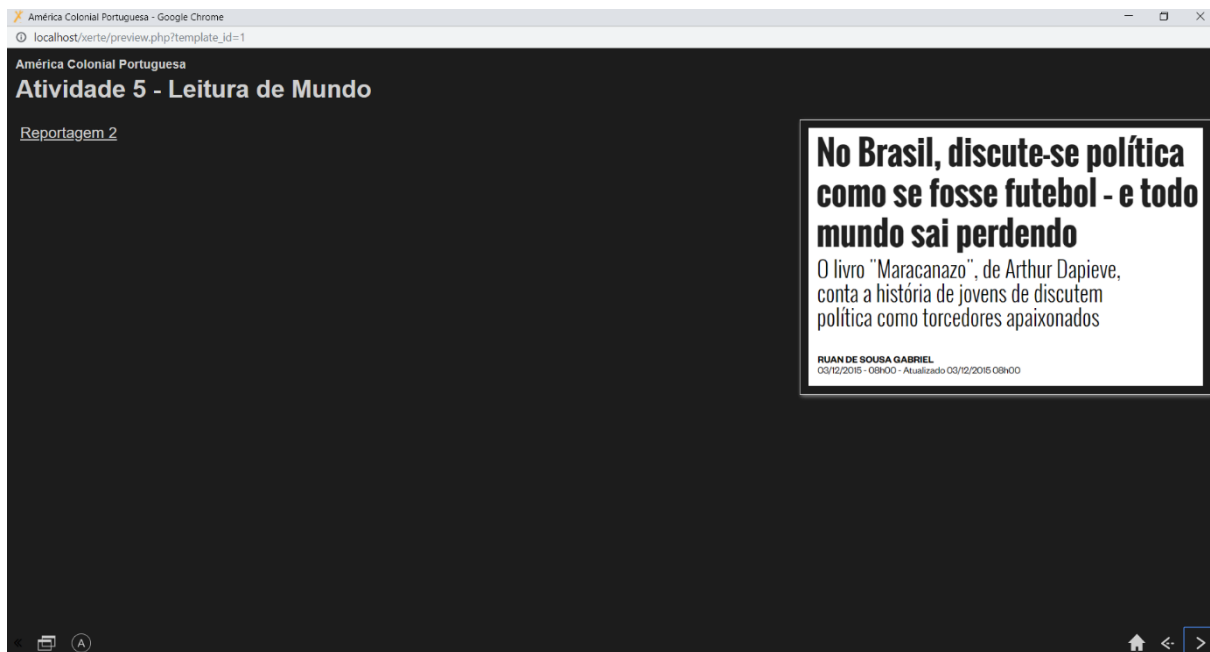 América Colonial Portuguesa - Google Chrome
localhost/xerte/preview.php?template_id=1
América Colonial Portuguesa
Atividade 5 - Leitura de Mundo
Reportagem 2
No Brasil, discute-se política
como se fosse futebol - e todo
mundo sai perdendo
O livro "Maracanazo", de Arthur Dapieve,
conta a história de jovens de discutem
política como torcedores apaixonados
RUAN DE SOUSA GABRIEL
03/12/2015 - 08h00 - Atualizado 03/12/2015 08h00
A